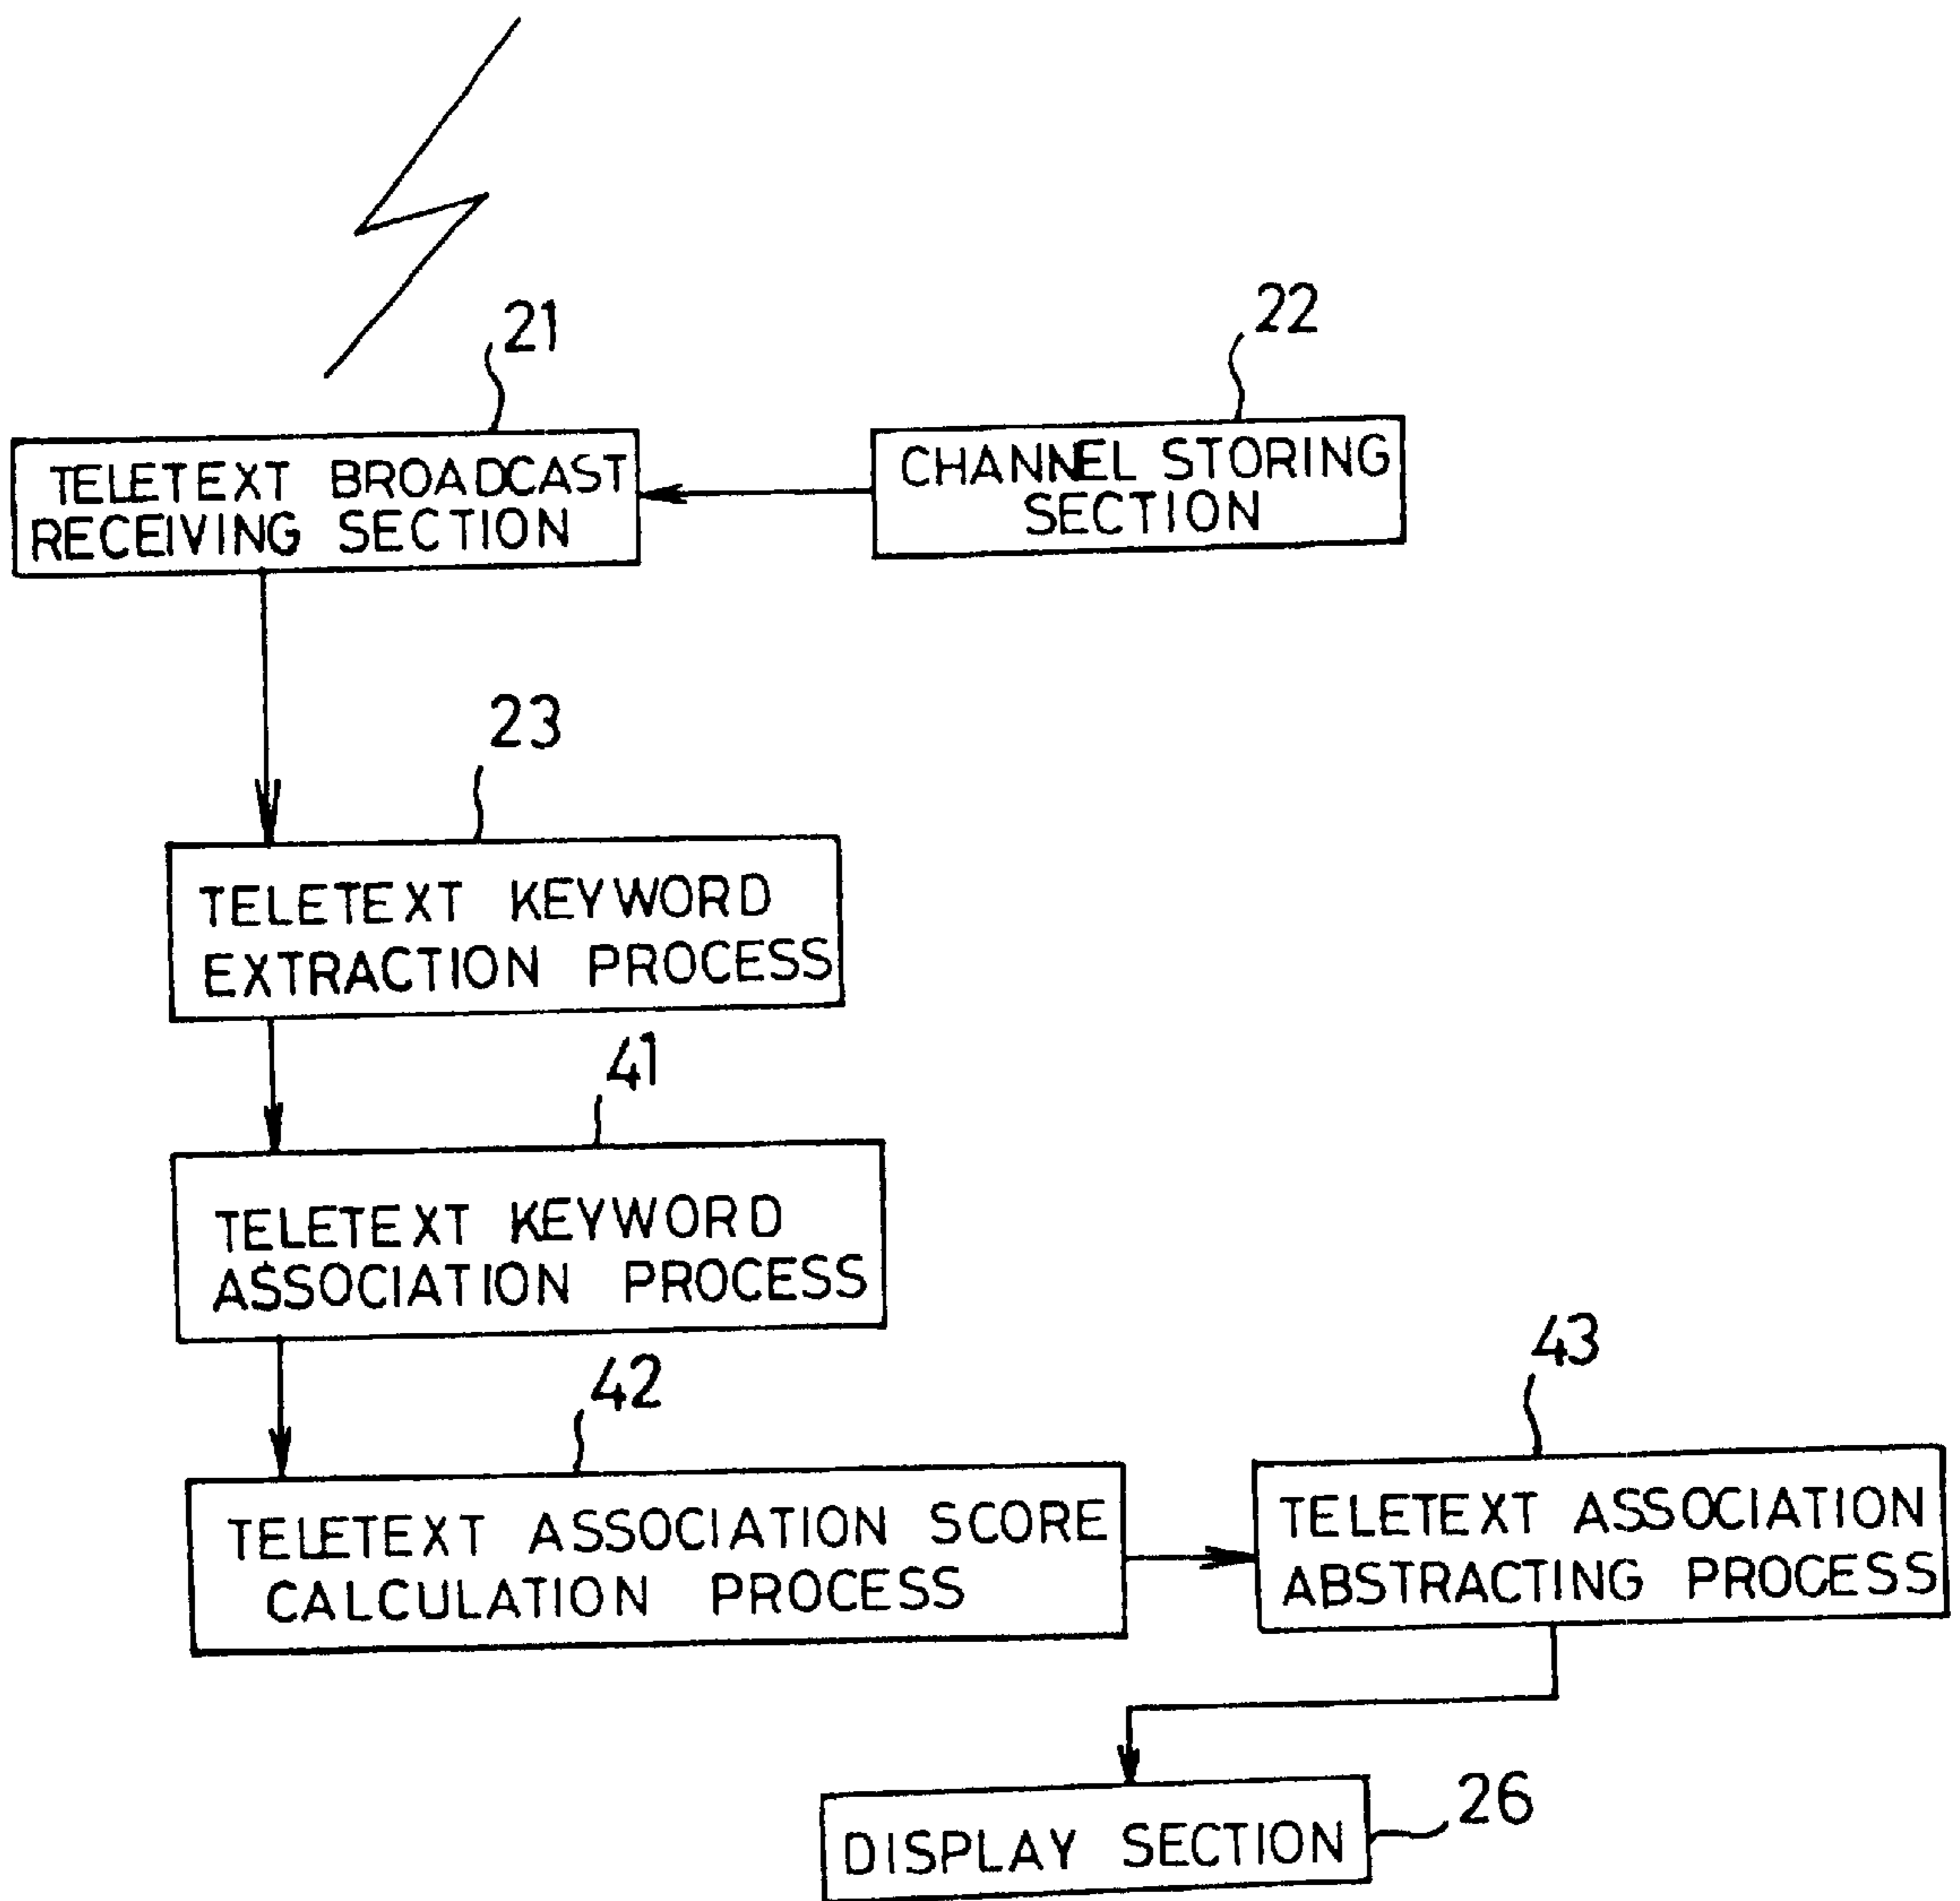 21
22
TELETEXT BROADCAST
RECEIVING SECTION
CHANNEL STORING
SECTION
23
TELETEXT KEYWORD
EXTRACTION PROCESS
41
TELETEXT KEYWORD
ASSOCIATION PROCESS
42
43
TELETEXT ASSOCIATION SCORE
CALCULATION PROCESS
TELETEXT ASSOCIATION
ABSTRACTING PROCESS
DISPLAY SECTION
26